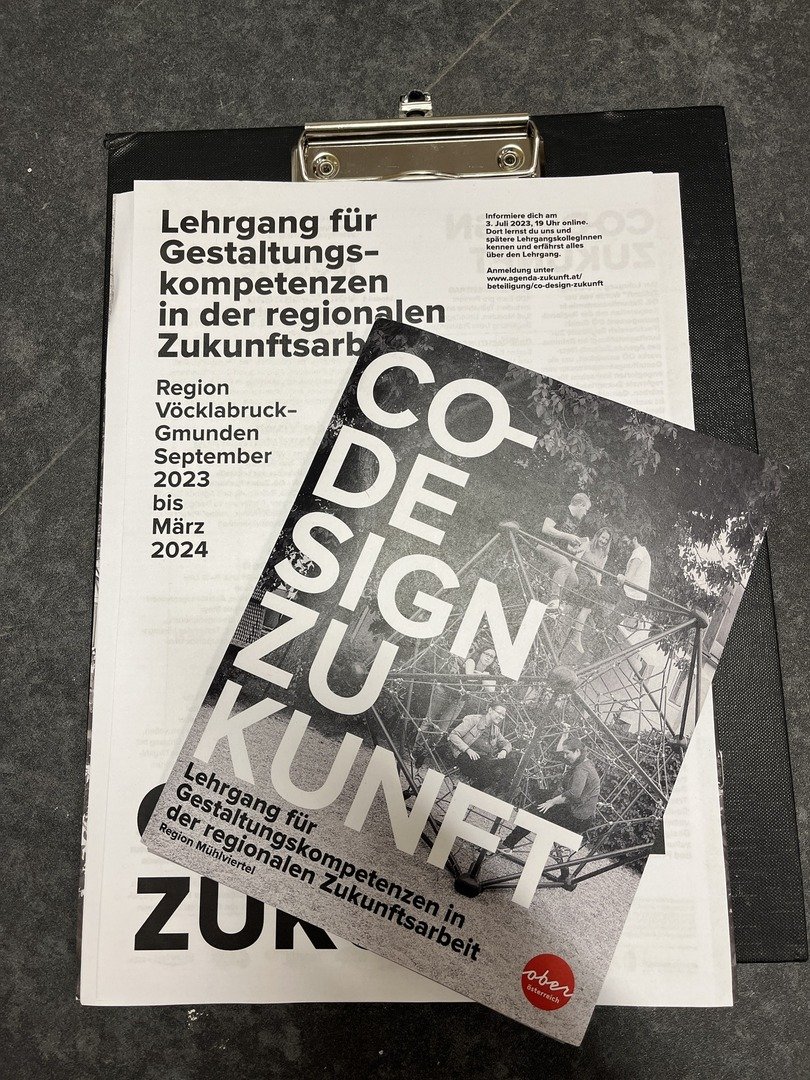 Lehrgang für
Gestaltungs-
kompetenzen
in der regionalen
Zukunftsarb
Informiere dich am
3. Juli 2023, 19 Uhr online.
Dort lernst du uns und
spätere LehrgangskollegInnen
kennen und erfährst alles
über den Lehrgang.
Anmeldung unter
www.agenda-zukunft.at/
beteiligung/co-design-zukunft
Region
Vöcklabruck-
Gmunden
September
2023
bis
März
2024
ZUK
CO-
DE
SIGN
ZU
KUNFT
Lehrgang für
Gestaltungskompetenzen in
der regionalen Zukunftsarbeit
Region Mühlviertel
ober
österreich